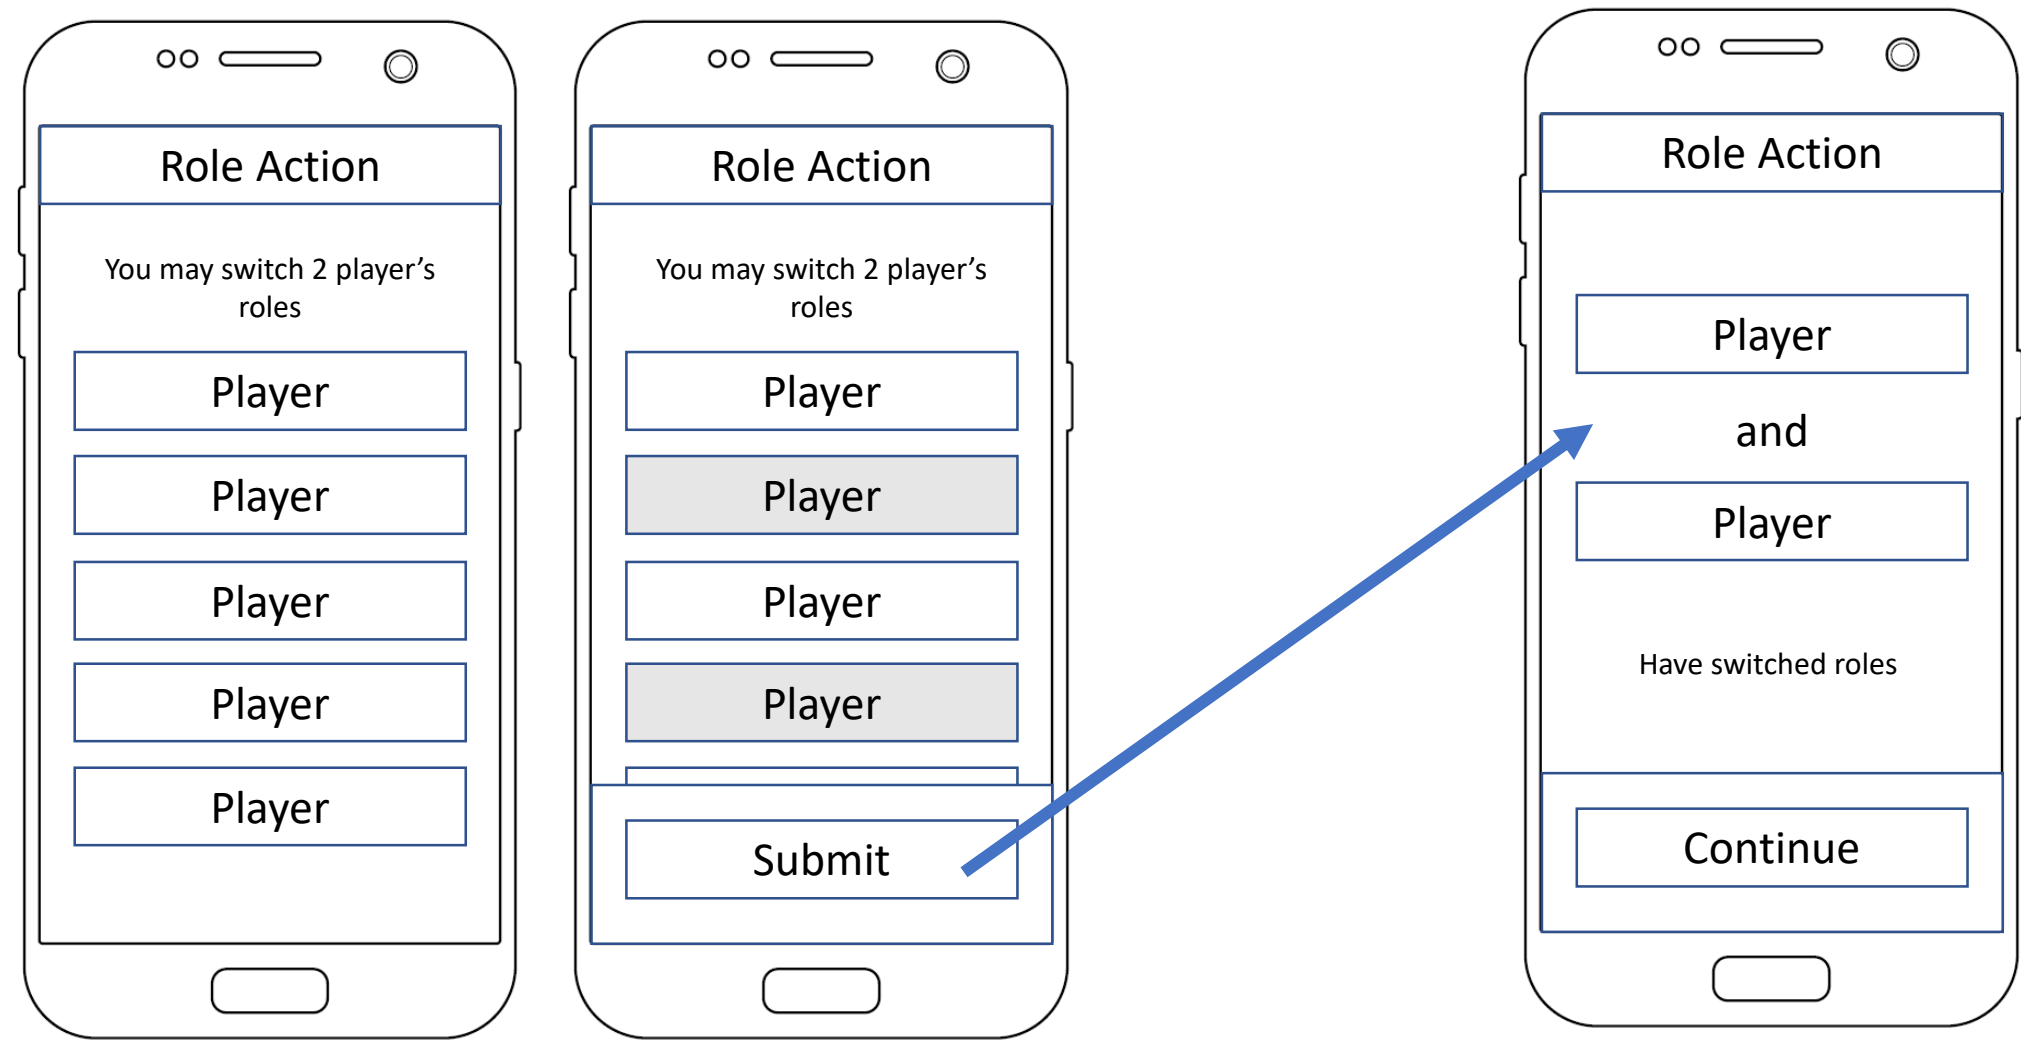 Role Action
You may switch 2 player’s
roles
Player
Player
Player
Player
Player
Role Action
You may switch 2 player’s
roles
Player
Player
Player
Player
Submit
Role Action
Player
and
Player
Have switched roles
Continue